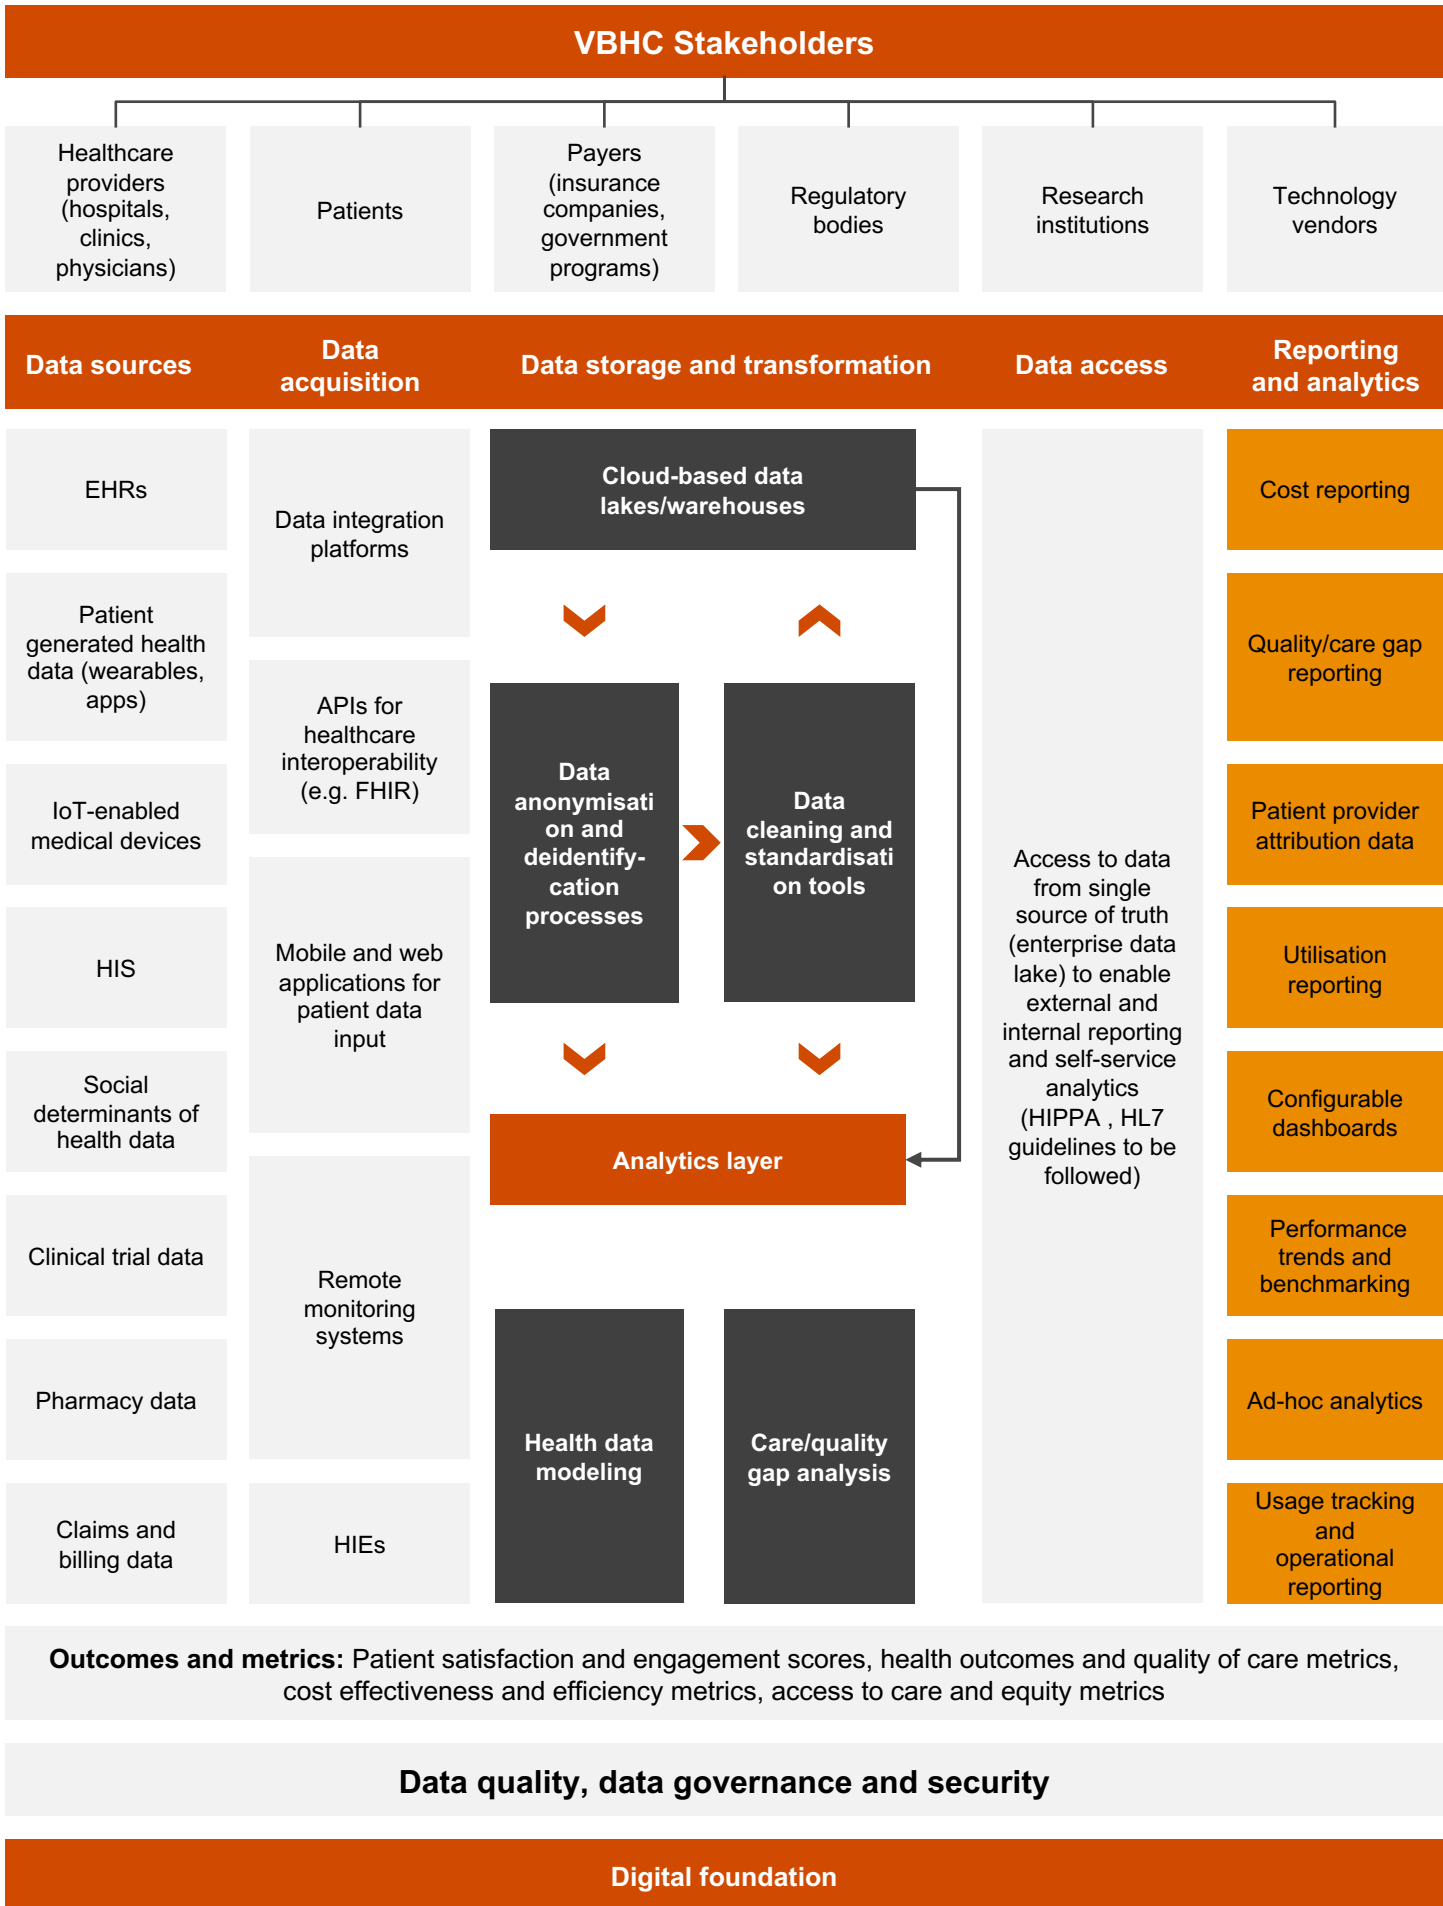 VBHC Stakeholders
Healthcare
providers
(hospitals,
clinics,
physicians)
Patients
Payers
(insurance
companies,
government
programs)
Regulatory
bodies
Research
institutions
Technology
vendors
Data sources
Data
acquisition
Data storage and transformation
Data access
Reporting
and analytics
EHRs
Patient
generated health
data (wearables,
apps)
IoT-enabled
medical devices
HIS
Social
determinants of
health data
Clinical trial data
Pharmacy data
Claims and
billing data
Data integration
platforms
APIs for
healthcare
interoperability
(e.g. FHIR)
Mobile and web
applications for
patient data
input
Remote
monitoring
systems
HIEs
Cloud-based data
lakes/warehouses
Data
anonymisati
on and
deidentify-
cation
processes
Data
cleaning and
standardisati
on tools
Analytics layer
Health data
modeling
Care/quality
gap analysis
Access to data
from single
source of truth
(enterprise data
lake) to enable
external and
internal reporting
and self-service
analytics
(HIPPA , HL7
guidelines to be
followed)
Cost reporting
Quality/care gap
reporting
Patient provider
attribution data
Utilisation
reporting
Configurable
dashboards
Performance
trends and
benchmarking
Ad-hoc analytics
Usage tracking
and
operational
reporting
Outcomes and metrics: Patient satisfaction and engagement scores, health outcomes and quality of care metrics,
cost effectiveness and efficiency metrics, access to care and equity metrics
Data quality, data governance and security
Digital foundation